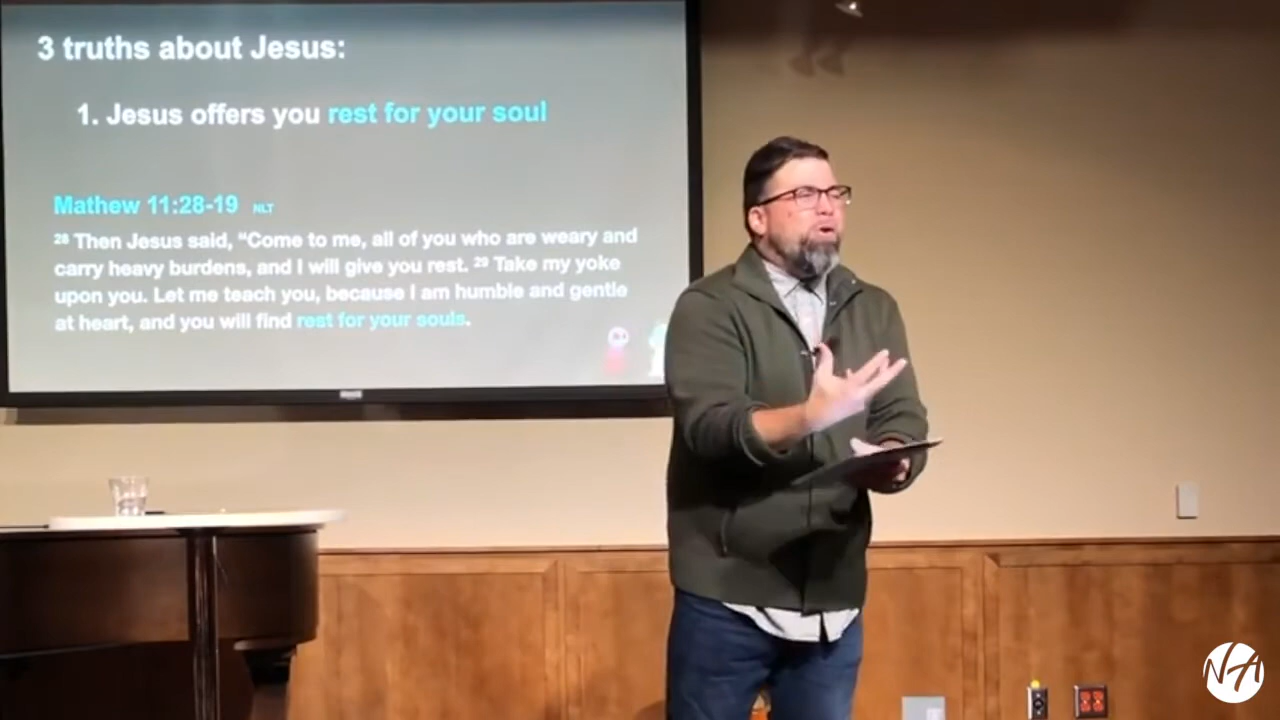 3 truths about Jesus:
1. Jesus offers you rest for your soul
Mathew 11:28-19 NLT
28 Then Jesus said, “Come to me, all of you who are weary and
carry heavy burdens, and I will give you rest. 29 Take my yoke
upon you. Let me teach you, because I am humble and gentle
at heart, and you will find rest for your souls.
NA